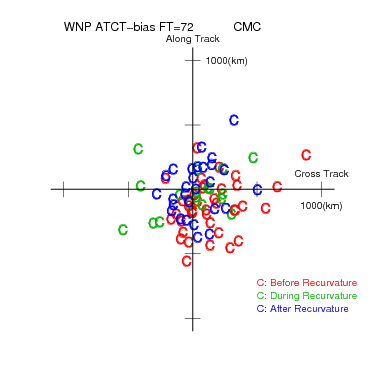 WNP ATCT-bias FT=72 CMC
Along Track
1000(km)
Cross Track
1000(km)
C: Before Recurvature
C: During Recurvature
C: After Recurvature